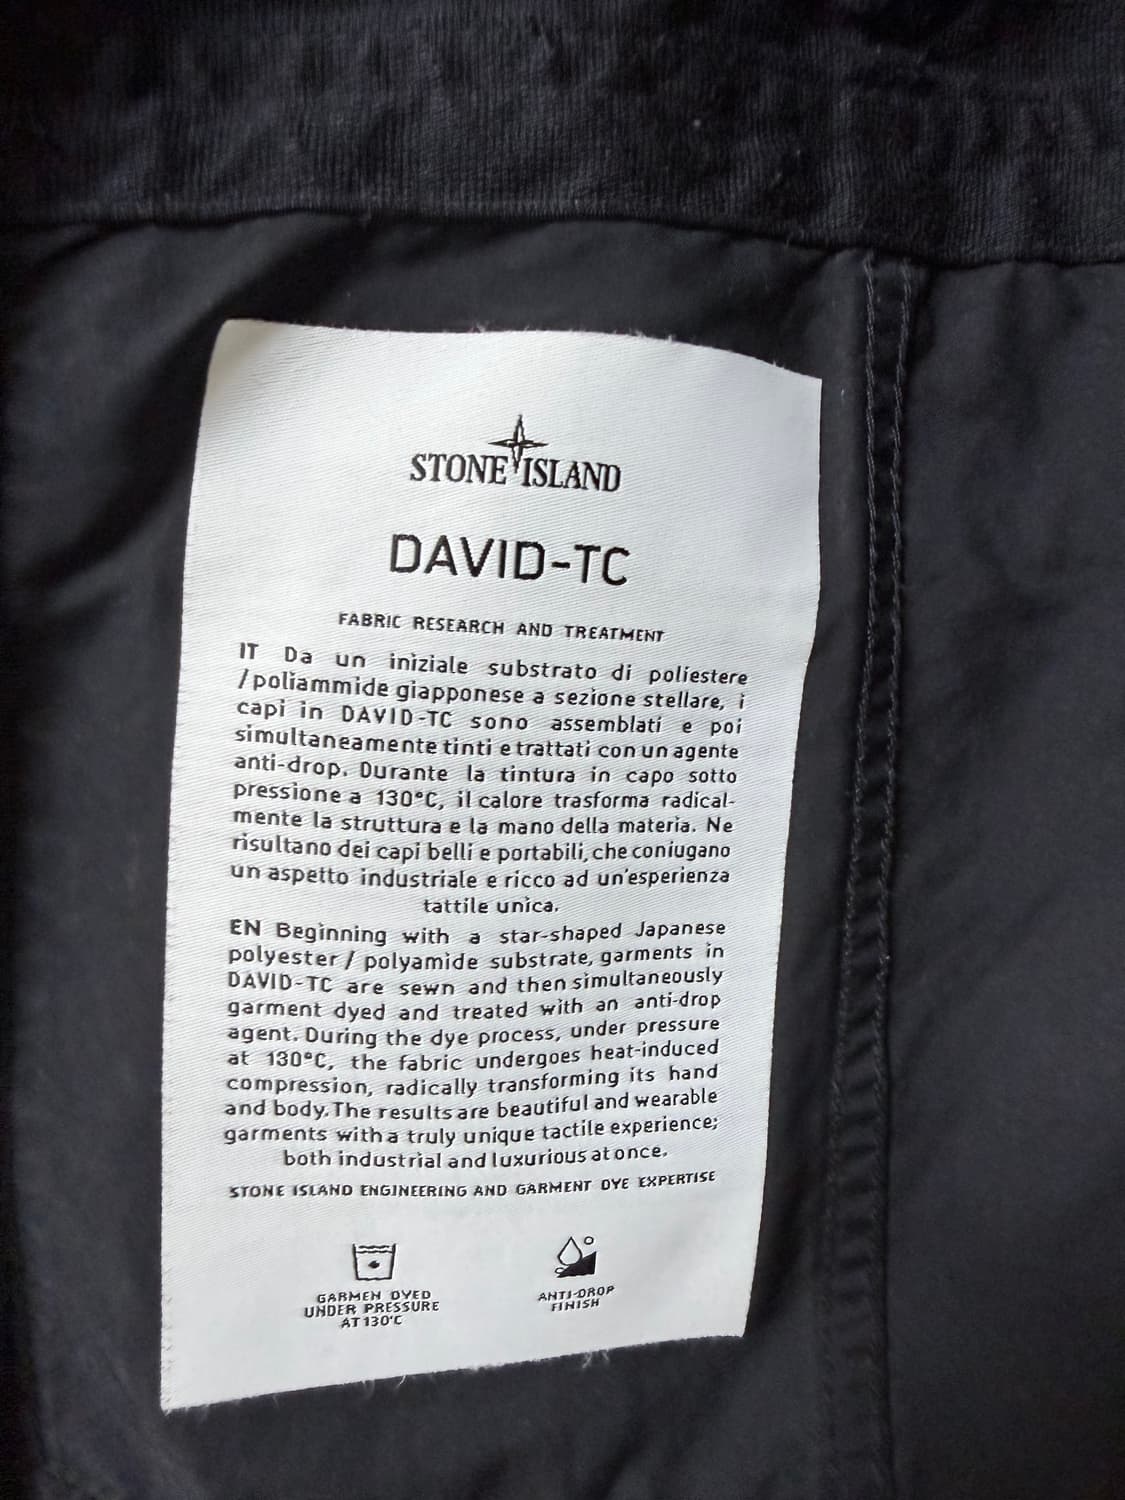 STONE ISLAND
DAVID-TC
FABRIC RESEARCH AND TREATMENT
IT Da un iniziale substrato di poliestere
/poliammide giapponese a sezione stellare, i
capi in DAVID-TC sono assemblati e poi
simultaneamente tinti e trattati con un agente
anti-drop. Durante la tintura in capo sotto
pressione a 130°C, il calore trasforma radical-
mente la struttura e la mano della materia. Ne
risultano dei capi belli e portabili, che coniugano
un aspetto industriale e ricco ad un'esperienza
tattile unica.
EN Beginning with a star-shaped Japanese
polyester / polyamide substrate, garments in
DAVID-TC are sewn and then simultaneously
garment dyed and treated with an anti-drop
agent. During the dye process, under pressure
at 130°C, the fabric undergoes heat-induced
compression, radically transforming its hand
and body. The results are beautiful and wearable
garments with a truly unique tactile experience;
both industrial and luxurious at once.
STONE ISLAND ENGINEERING AND GARMENT DYE EXPERTISE
GARMEN DYED
UNDER PRESSURE
AT 130°C
ANTI-DROP
FINISH